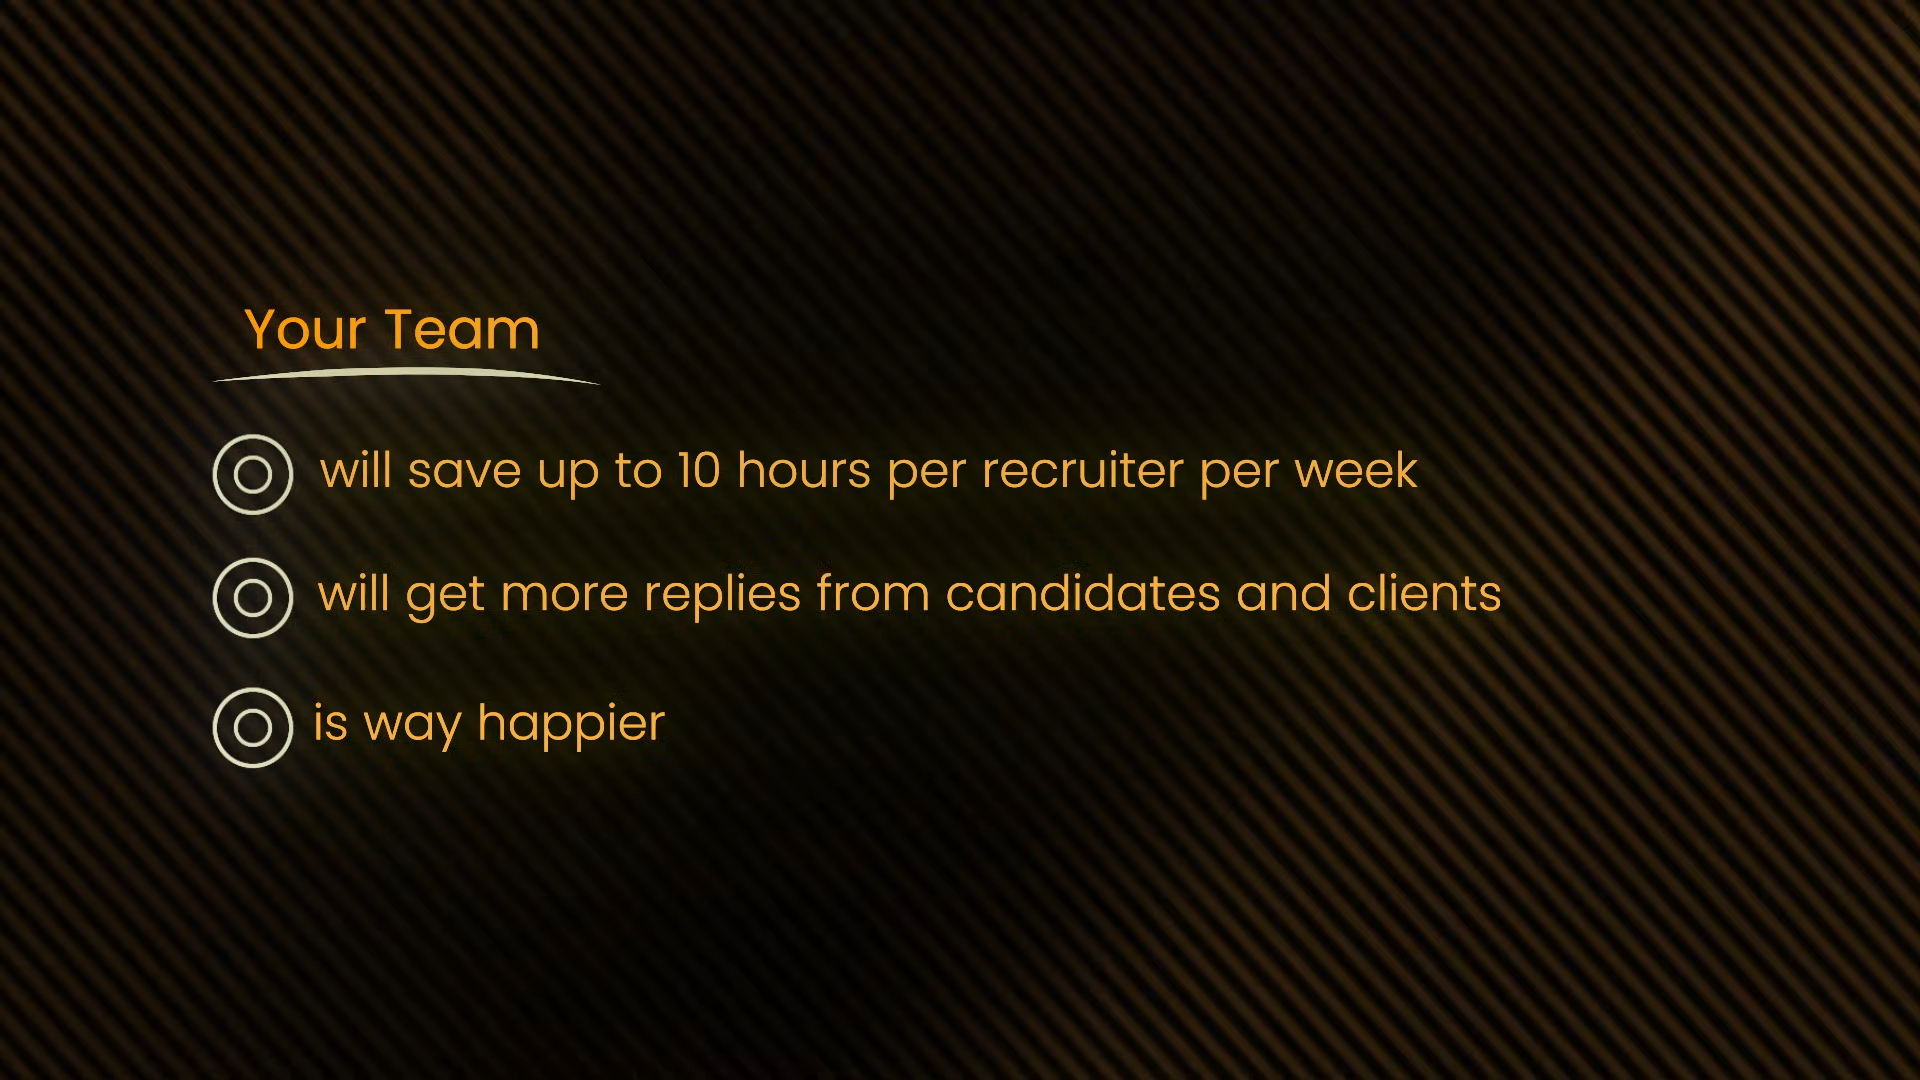 Your Team
will save up to 10 hours per recruiter per week
will get more replies from candidates and clients
is way happier